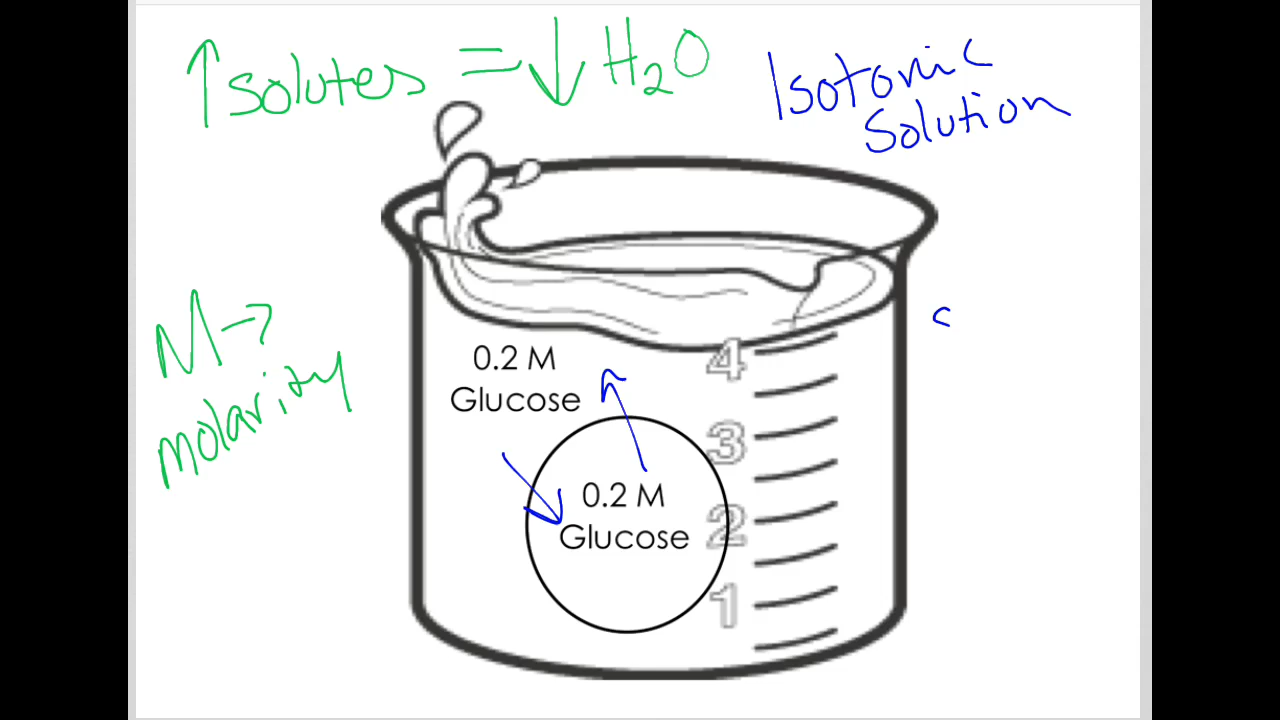 ↑ Solutes = ↓ H₂O
Isotonic
Solution
M →
molarity
0.2 M
Glucose
0.2 M
Glucose
4
3
2
1